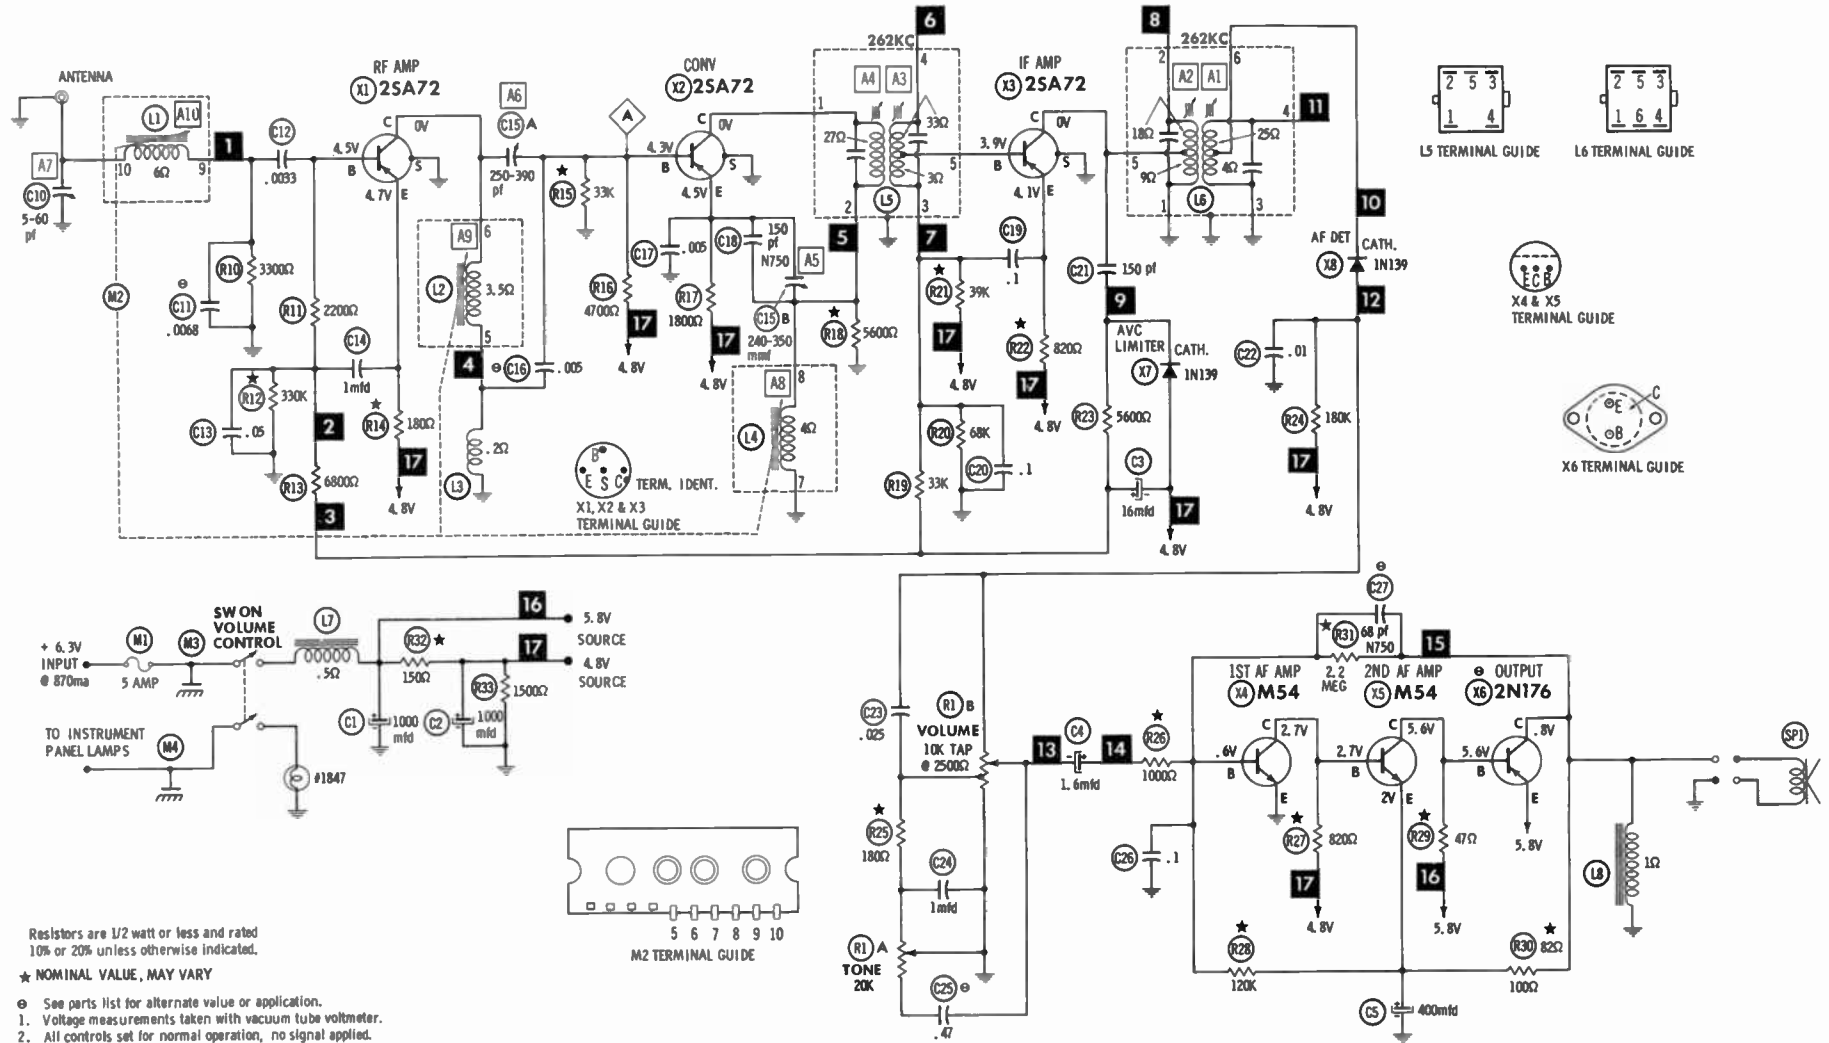 6
8
262KC
262KC
ANTENNA
RF AMP
X1 2SA72
CONV
X2 2SA72
IF AMP
X3 2SA72
A6
C15 A
250-390
pf
A
A4 A3
4
33Ω
27Ω
1
5
3Ω
L5
2
3
A2 A1
2
6
4
11
18Ω
25Ω
5
9Ω
4Ω
L6
1
3
2 5 3
1 4
L5 TERMINAL GUIDE
2 5 3
1 6 4
L6 TERMINAL GUIDE
A7
C10
5-60
pf
L1
A10
10
6Ω
9
1
C12
.0033
C
0V
4.5V
B
S
4.7V
E
C
0V
4.3V
B
S
4.5V
E
C
0V
3.9V
B
S
4.1V
E
R15
33K
A9
6
L2
3.5Ω
5
4
R10
3300Ω
C11
.0068
M2
R11
2200Ω
C14
1mfd
R12
330K
C13
.05
2
R13
6800Ω
3
R14
180Ω
17
4.8V
C16
.005
L3
.2Ω
R16
4700Ω
17
4.8V
C17
.005
C18
150
pf
N750
R17
1800Ω
17
4.8V
A5
C15 B
240-350
mmf
5
R18
5600Ω
A8
8
L4
4Ω
7
7
C19
.1
R21
39K
17
4.8V
R22
820Ω
17
4.8V
R20
68K
C20
.1
R19
33K
C21
150 pf
9
AVC
LIMITER
CATH.
X7
1N139
R23
5600Ω
C3
16mfd
17
4.8V
10
AF DET
CATH.
X8
1N139
12
C22
.01
R24
180K
17
4.8V
B
E S C
TERM. IDENT.
X1, X2 & X3
TERMINAL GUIDE
E C B
X4 & X5
TERMINAL GUIDE
E
C
B
X6 TERMINAL GUIDE
+ 6.3V
INPUT
@ 870ma
M1
5 AMP
M3
SW ON
VOLUME
CONTROL
L7
.5Ω
R32
150Ω
16
5.8V
SOURCE
17
4.8V
SOURCE
R33
1500Ω
C1
1000
mfd
C2
1000
mfd
TO INSTRUMENT
PANEL LAMPS
M4
#1847
C23
.025
R1 B
VOLUME
10K TAP
@ 2500Ω
13
C4
1.6mfd
14
R26
1000Ω
R25
180Ω
C24
1mfd
R1 A
TONE
20K
C25
.47
C27
68 pf
N750
R31
2.2
MEG
15
1ST AF AMP
X4 M54
2ND AF AMP
X5 M54
OUTPUT
X6 2N176
C
2.7V
.6V
B
E
C
5.6V
2.7V
B
2V
E
C
.8V
5.6V
B
E
5.8V
C26
.1
R27
820Ω
17
4.8V
R29
47Ω
16
5.8V
R28
120K
R30
82Ω
100Ω
C5
400mfd
L8
1Ω
SP1
5 6 7 8 9 10
M2 TERMINAL GUIDE
Resistors are 1/2 watt or less and rated
10% or 20% unless otherwise indicated.
★ NOMINAL VALUE, MAY VARY
⊖ See parts list for alternate value or application.
1. Voltage measurements taken with vacuum tube voltmeter.
2. All controls set for normal operation, no signal applied.